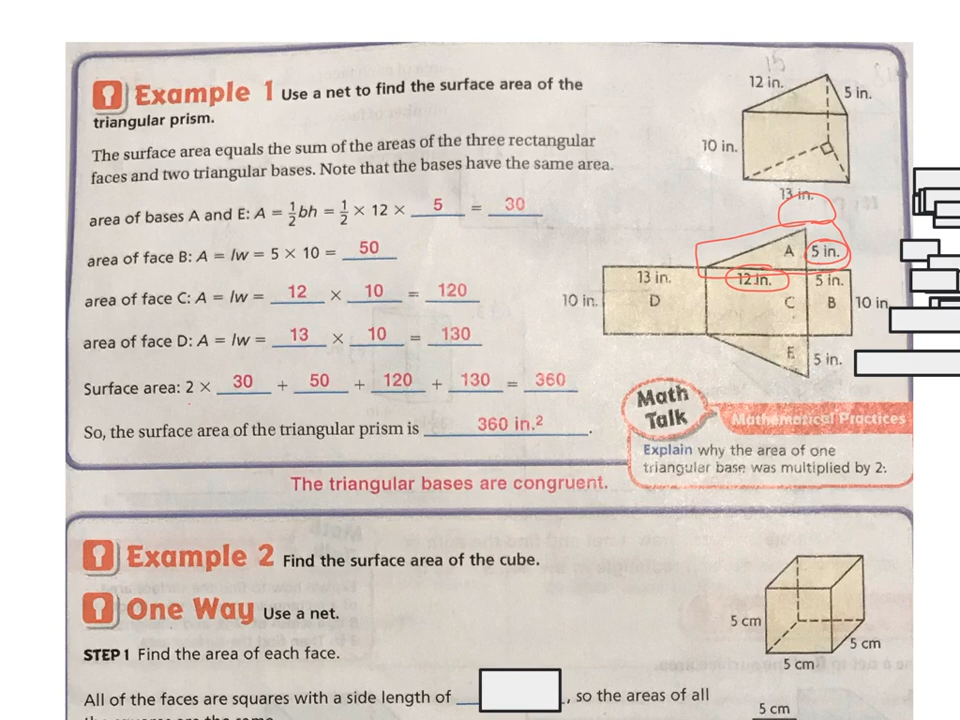 Example 1 Use a net to find the surface area of the
triangular prism.
The surface area equals the sum of the areas of the three rectangular
faces and two triangular bases. Note that the bases have the same area.
area of bases A and E: A = 1/2 bh = 1/2 × 12 × 5 = 30
area of face B: A = lw = 5 × 10 = 50
area of face C: A = lw = 12 × 10 = 120
area of face D: A = lw = 13 × 10 = 130
Surface area: 2 × 30 + 50 + 120 + 130 = 360
So, the surface area of the triangular prism is 360 in.² .
The triangular bases are congruent.
15
12 in.
5 in.
10 in.
13 in.
A 5 in.
13 in. 12 in. 5 in.
10 in. D C B 10 in
E 5 in.
Math
Talk
Mathematical Practices
Explain why the area of one
triangular base was multiplied by 2.
Example 2 Find the surface area of the cube.
One Way Use a net.
STEP 1 Find the area of each face.
All of the faces are squares with a side length of , so the areas of all
5 cm
5 cm
5 cm
5 cm